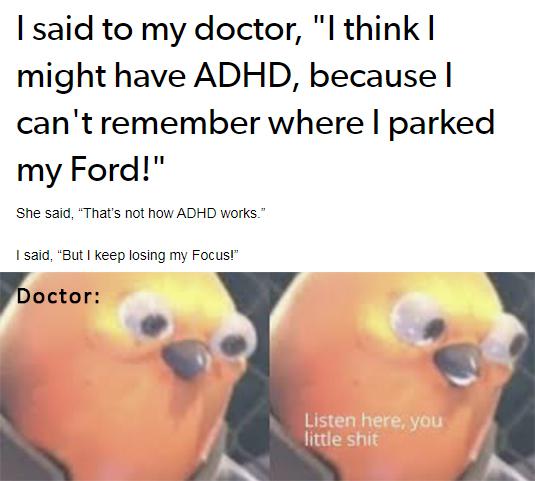 I said to my doctor, "I think I
might have ADHD, because I
can't remember where I parked
my Ford!"
She said, “That’s not how ADHD works.”
I said, “But I keep losing my Focus!”
Doctor:
Listen here, you
little shit